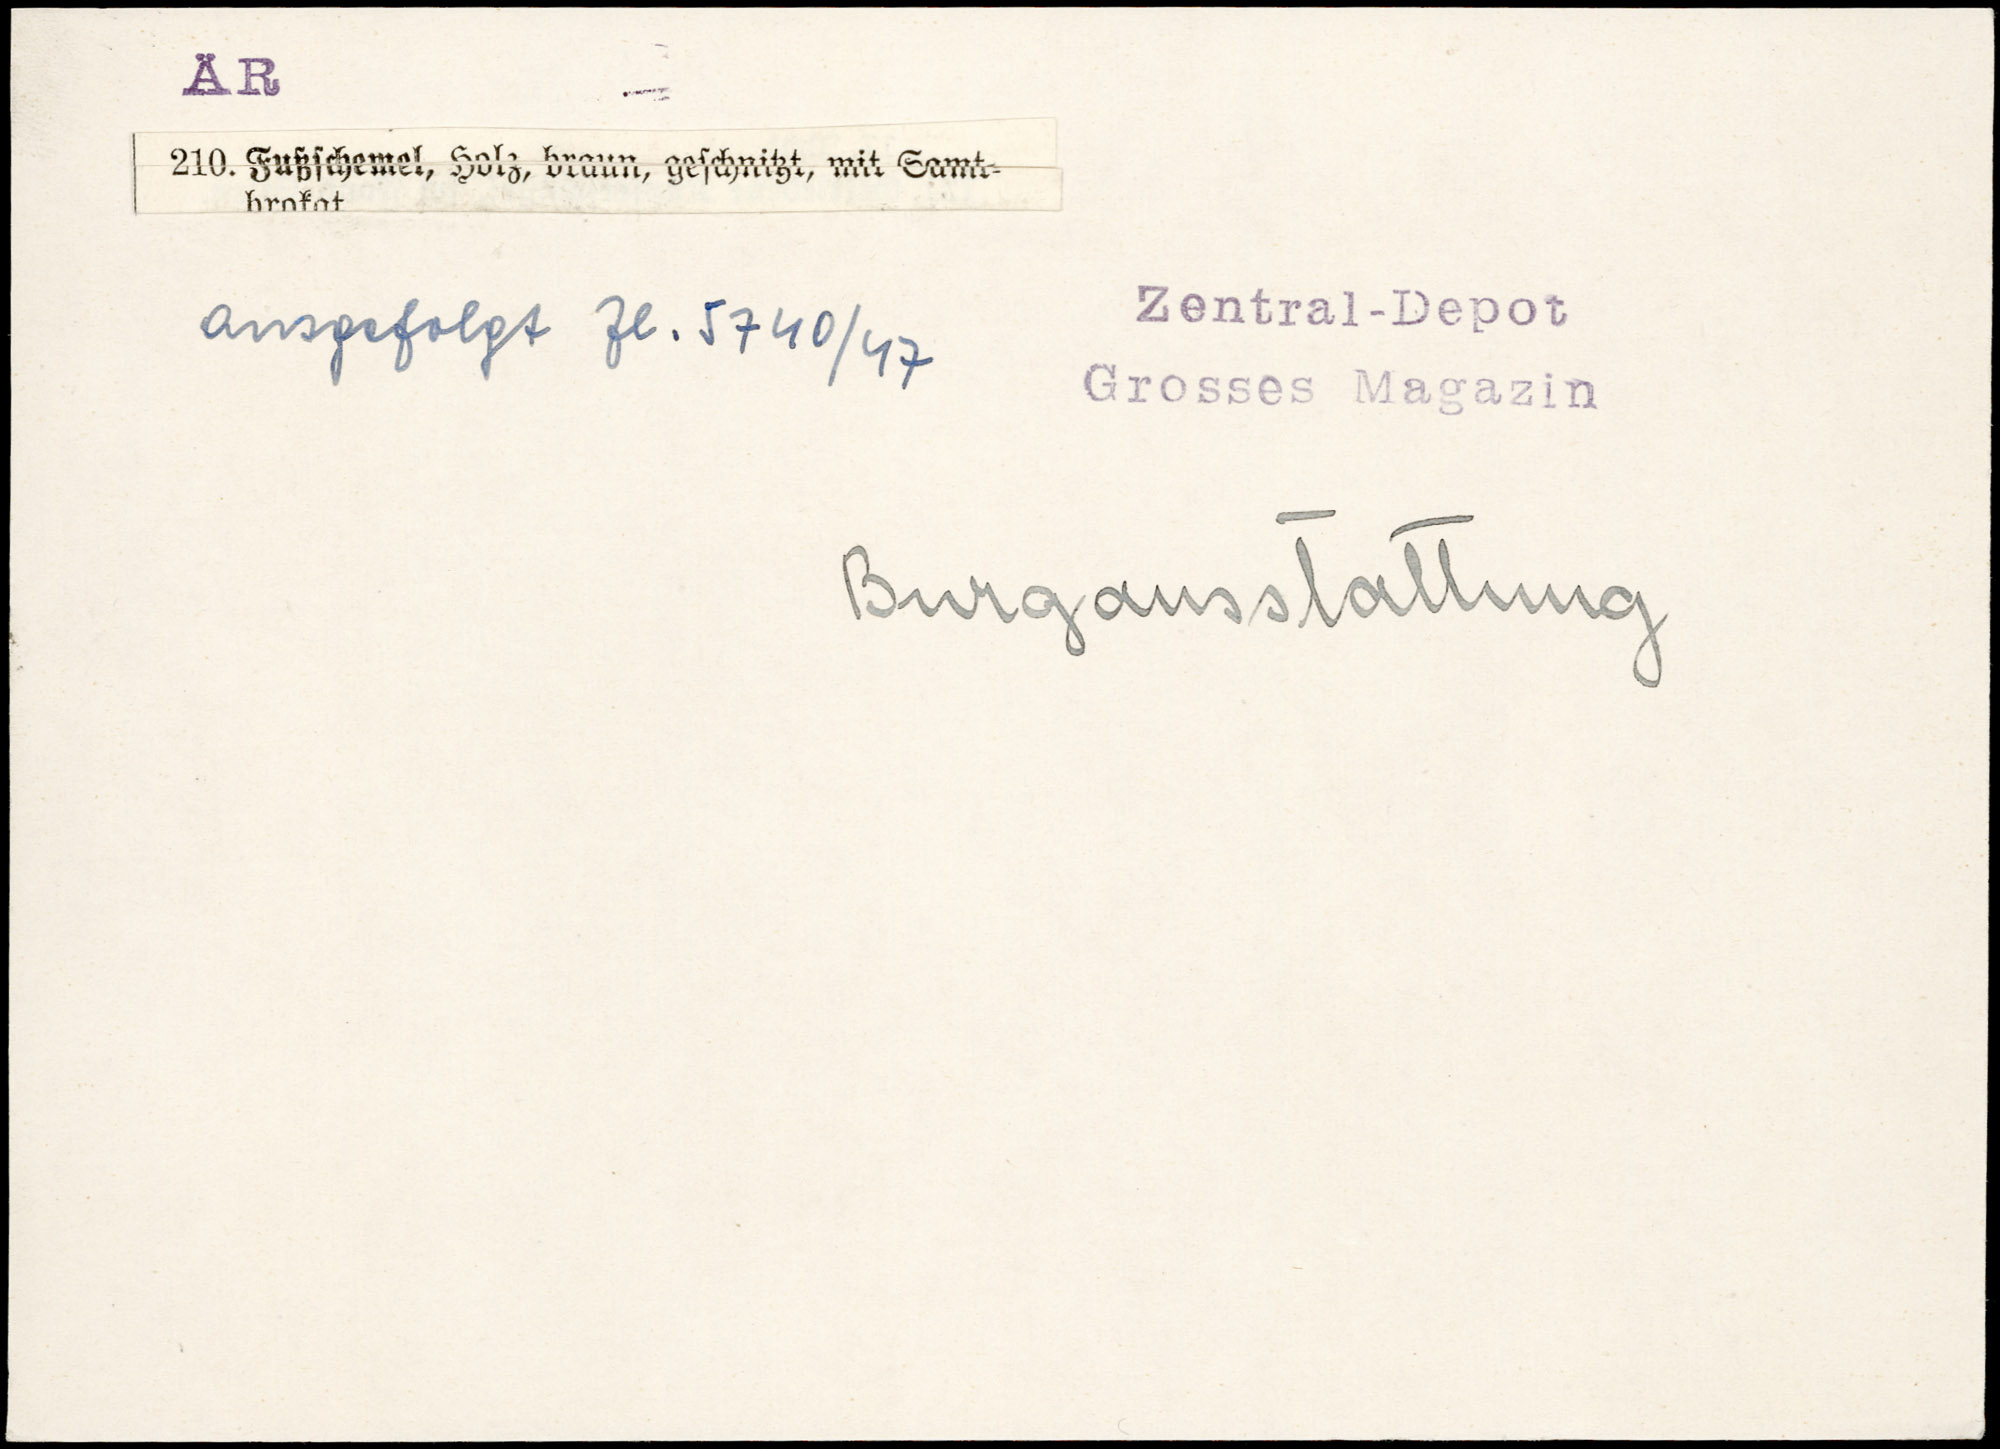 ÄR
210. Fußschemel, Holz, braun, geschnitzt, mit Samt-
brokat
ausgefolgt Zl. 5740/47
Zentral-Depot
Grosses Magazin
Burgausstattung